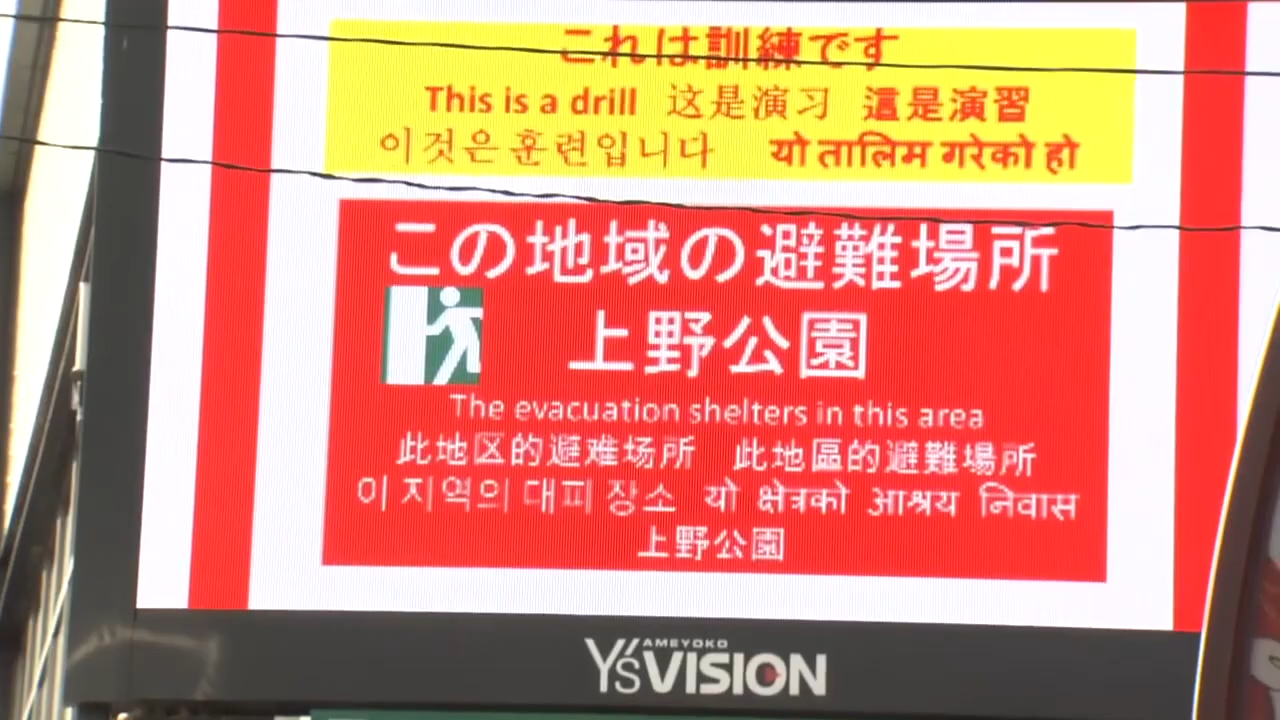 これは訓練です
This is a drill 这是演习 這是演習
이것은 훈련입니다 यो तालिम गरेको हो
この地域の避難場所
上野公園
The evacuation shelters in this area
此地区的避难场所 此地區的避難場所
이 지역의 대피 장소 यो क्षेत्रको आश्रय निवास
上野公園
AMEYOKO
Y'sVISION